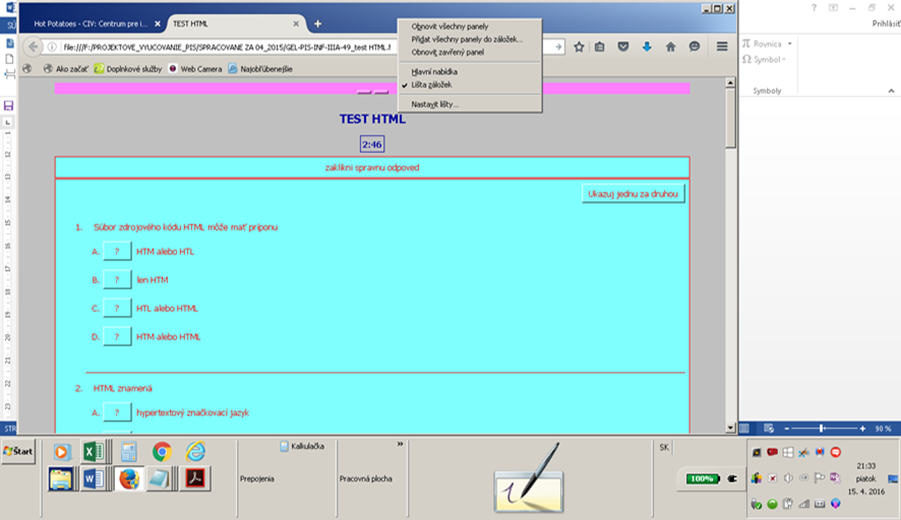 Hot Potatoes - CIV: Centrum pre i...
TEST HTML
file:///F:/PROJEKTOVE_VYUCOVANIE_PIS/SPRACOVANE ZA 04_2015/GEL-PIS-INF-IIIA-49_test HTML.h
Obnovit všechny panely
Přidat všechny panely do záložek...
Obnovit zavřený panel
Hlavní nabídka
Lišta záložek
Nastavit lišty...
Ako začať
Doplnkové služby
Web Camera
Najobľúbenejšie
Prihlásiť
Rovnica
Symbol
Symboly
TEST HTML
2:46
zaklikni spravnu odpoved
Ukazuj jednu za druhou
1. Súbor zdrojového kódu HTML môže mať príponu
A. ? HTM alebo HTL
B. ? len HTM
C. ? HTL alebo HTML
D. ? HTM alebo HTML
2. HTML znamená
A. ? hypertextový značkovací jazyk
STR
90 %
Štart
Kalkulačka
Prepojenia
Pracovná plocha
SK
100%
21:33
piatok
15. 4. 2016